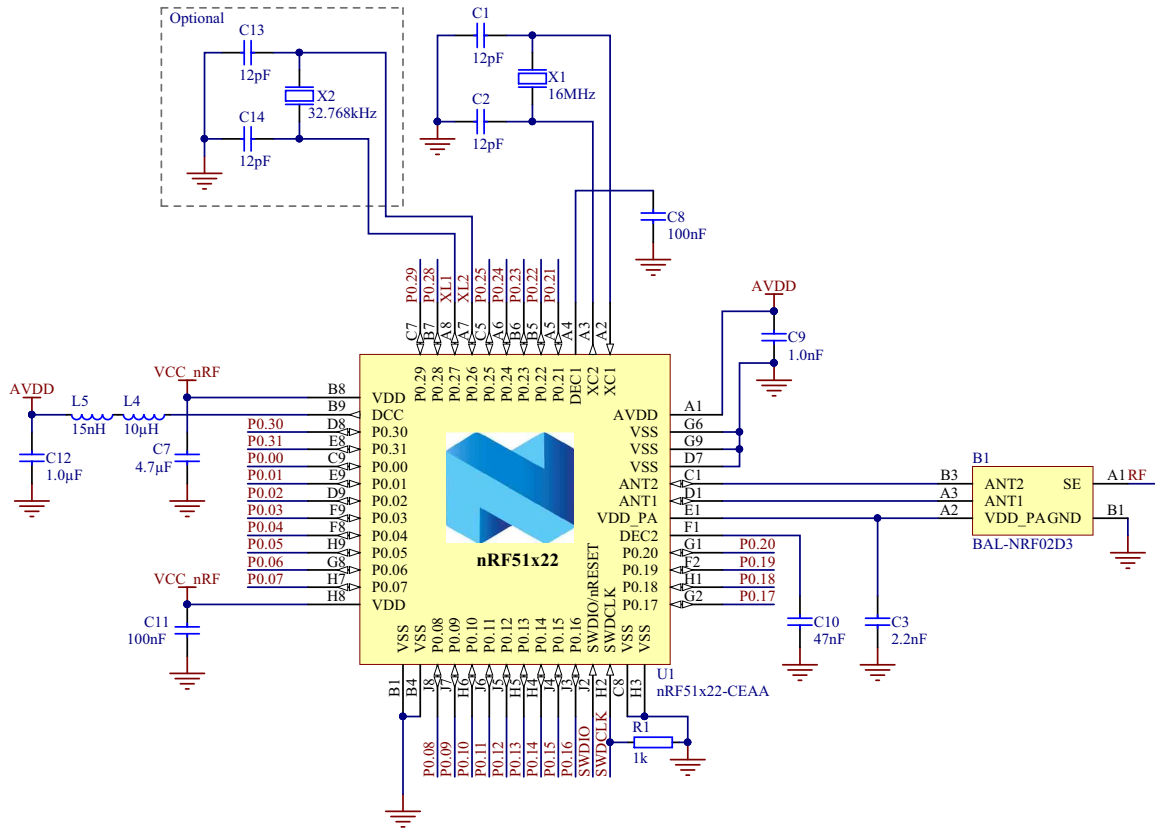 Optional
C13
12pF
X2
32.768kHz
C14
12pF
C1
12pF
X1
16MHz
C2
12pF
C8
100nF
P0.29
P0.28
XL1
XL2
P0.25
P0.24
P0.23
P0.22
P0.21
C7
B7
A8
A7
C5
A6
B6
B5
A5
A4
A3
A2
P0.29
P0.28
P0.27
P0.26
P0.25
P0.24
P0.23
P0.22
P0.21
DEC1
XC2
XC1
AVDD
C9
1.0nF
AVDD
L5
15nH
L4
10µH
VCC_nRF
C12
1.0µF
C7
4.7µF
B8
VDD
B9
DCC
P0.30
D8
P0.30
P0.31
E8
P0.31
P0.00
C9
P0.00
P0.01
E9
P0.01
P0.02
D9
P0.02
P0.03
F9
P0.03
P0.04
F8
P0.04
P0.05
H9
P0.05
P0.06
G8
P0.06
P0.07
H7
P0.07
VCC_nRF
H8
VDD
C11
100nF
nRF51x22
AVDD
A1
VSS
G6
VSS
G9
VSS
D7
ANT2
C1
ANT1
D1
VDD_PA
E1
DEC2
F1
P0.20
G1
P0.20
P0.19
F2
P0.19
P0.18
H1
P0.18
P0.17
G2
P0.17
B1
B3
ANT2
SE
A1
RF
A3
ANT1
A2
VDD_PA
GND
B1
BAL-NRF02D3
C10
47nF
C3
2.2nF
VSS
VSS
P0.08
P0.09
P0.10
P0.11
P0.12
P0.13
P0.14
P0.15
P0.16
SWDIO/nRESET
SWDCLK
VSS
VSS
B1
B4
J8
J7
H6
J6
J5
H5
H4
J4
J3
J2
H2
C8
H3
U1
nRF51x22-CEAA
P0.08
P0.09
P0.10
P0.11
P0.12
P0.13
P0.14
P0.15
P0.16
SWDIO
SWDCLK
R1
1k